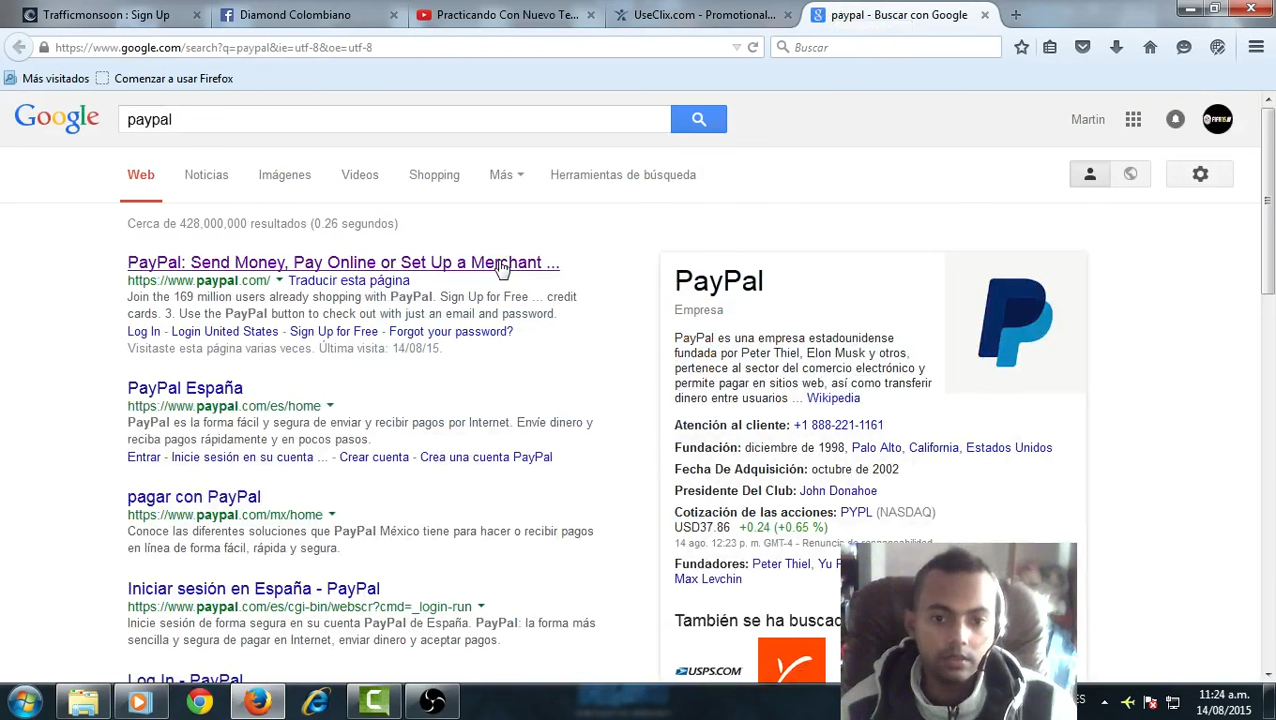 Trafficmonsoon : Sign Up
Diamond Colombiano
Practicando Con Nuevo Te...
UseClix.com - Promotional...
paypal - Buscar con Google
https://www.google.com/search?q=paypal&ie=utf-8&oe=utf-8
Buscar
Más visitados
Comenzar a usar Firefox
Google
paypal
Martin
Web
Noticias
Imágenes
Videos
Shopping
Más
Herramientas de búsqueda
Cerca de 428,000,000 resultados (0.26 segundos)
PayPal: Send Money, Pay Online or Set Up a Merchant ...
https://www.paypal.com/ Traducir esta página
Join the 169 million users already shopping with PayPal. Sign Up for Free ... credit
cards. 3. Use the PayPal button to check out with just an email and password.
Log In - Login United States - Sign Up for Free - Forgot your password?
Visitaste esta página varias veces. Última visita: 14/08/15.
PayPal España
https://www.paypal.com/es/home
PayPal es la forma fácil y segura de enviar y recibir pagos por Internet. Envíe dinero y
reciba pagos rápidamente y en pocos pasos.
Entrar - Inicie sesión en su cuenta ... - Crear cuenta - Crea una cuenta PayPal
pagar con PayPal
https://www.paypal.com/mx/home
Conoce las diferentes soluciones que PayPal México tiene para hacer o recibir pagos
en línea de forma fácil, rápida y segura.
Iniciar sesión en España - PayPal
https://www.paypal.com/es/cgi-bin/webscr?cmd=_login-run
Inicie sesión de forma segura en su cuenta PayPal de España. PayPal: la forma más
sencilla y segura de pagar en Internet, enviar dinero y aceptar pagos.
Log In - PayPal
PayPal
Empresa
PayPal es una empresa estadounidense
fundada por Peter Thiel, Elon Musk y otros,
pertenece al sector del comercio electrónico y
permite pagar en sitios web, así como transferir
dinero entre usuarios ... Wikipedia
Atención al cliente: +1 888-221-1161
Fundación: diciembre de 1998, Palo Alto, California, Estados Unidos
Fecha De Adquisición: octubre de 2002
Presidente Del Club: John Donahoe
Cotización de las acciones: PYPL (NASDAQ)
USD37.86 +0.24 (+0.65 %)
14 ago. 12:23 p. m. GMT-4 - Renuncia de responsabilidad
Fundadores: Peter Thiel, Yu P
Max Levchin
También se ha buscad
USPS.COM
ES
11:24 a.m.
14/08/2015